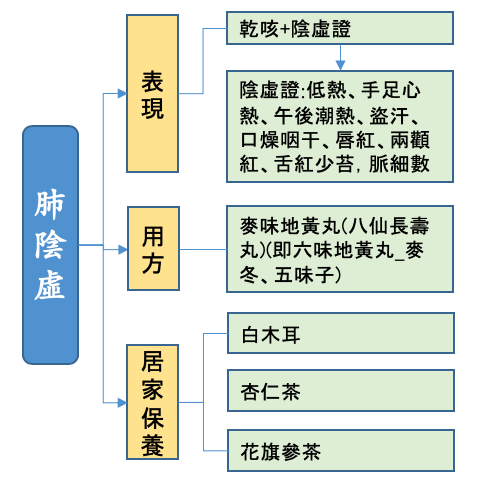 肺陰虛
表現
乾咳+陰虛證
陰虛證:低熱、手足心
熱、午後潮熱、盜汗、
口燥咽干、唇紅、兩顴
紅、舌紅少苔，脈細數
用方
麥味地黃丸(八仙長壽
丸)(即六味地黃丸_麥
冬、五味子)
居家保養
白木耳
杏仁茶
花旗參茶